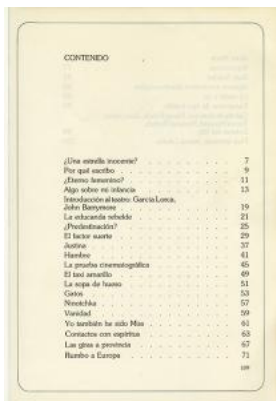 CONTENIDO
¿Una estrella inocente? 7
Por qué escribo 9
¿Eterno femenino? 11
Algo sobre mi infancia 13
Introducción al teatro: García Lorca,
John Barrymore 19
La educanda rebelde 21
¿Predestinación? 25
El factor suerte 29
Justina 37
Hambre 41
La prueba cinematográfica 45
El taxi amarillo 49
La sopa de hueso 51
Gatos 53
Ninotchka 57
Vanidad 59
Yo también he sido Miss 61
Contactos con espíritus 63
Las giras a provincia 67
Rumbo a Europa 71